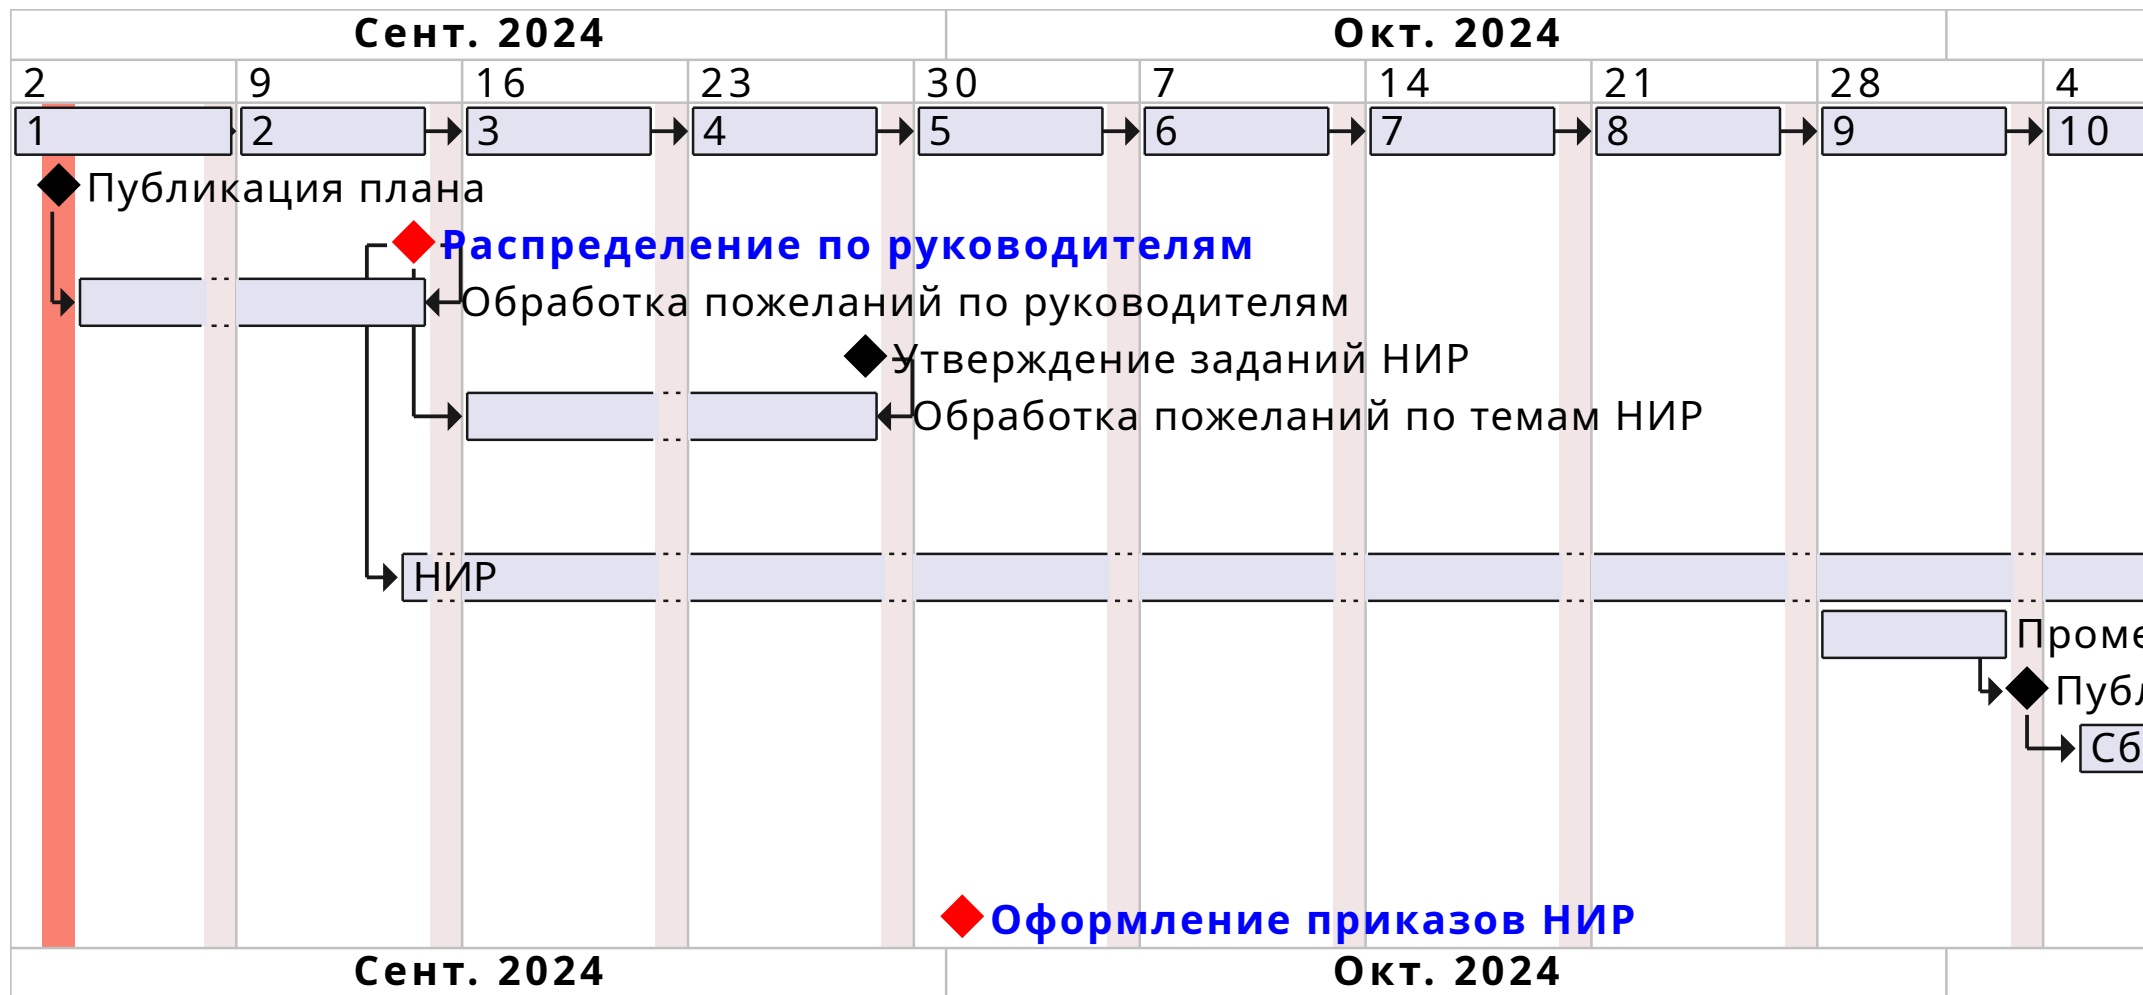 Сент. 2024 Окт. 2024
2 9 16 23 30 7 14 21 28 4
1 2 3 4 5 6 7 8 9 10
Публикация плана
Распределение по руководителям
Обработка пожеланий по руководителям
Утверждение заданий НИР
Обработка пожеланий по темам НИР
НИР
Оформление приказов НИР
Сент. 2024 Окт. 2024